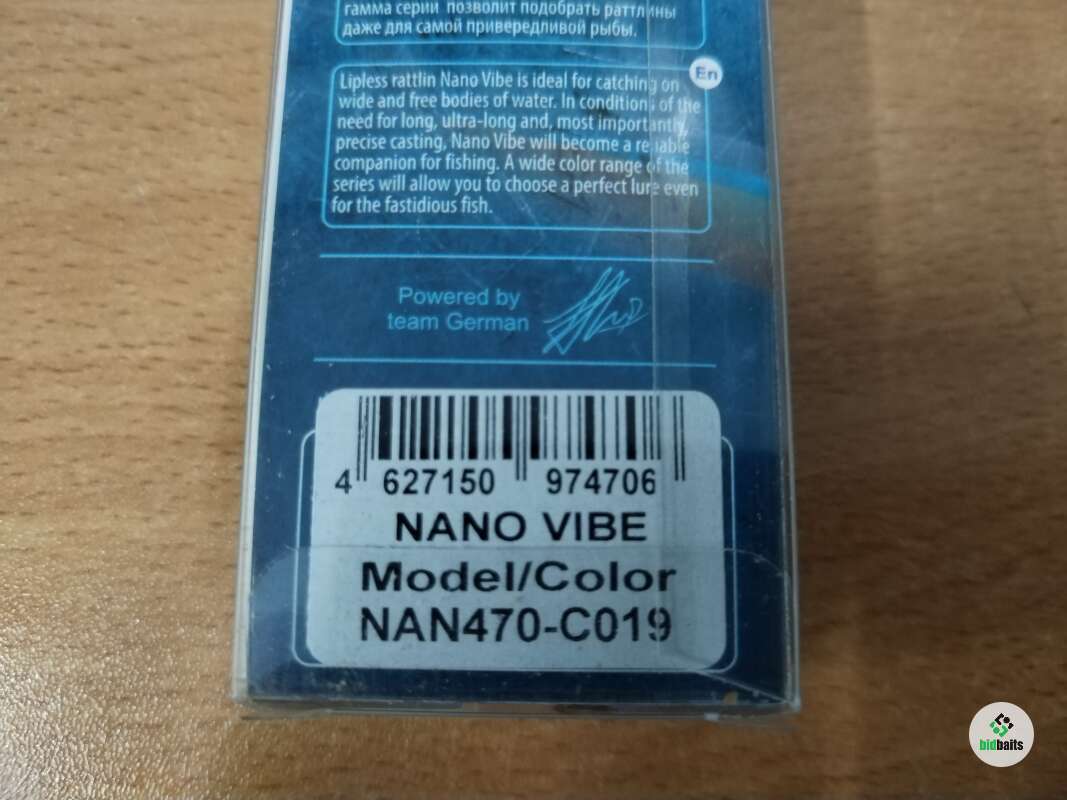 гамма серии позволит подобрать раттлины
даже для самой привередливой рыбы.
En
Lipless rattlin Nano Vibe is ideal for catching on
wide and free bodies of water. In conditions of the
need for long, ultra-long and, most importantly,
precise casting, Nano Vibe will become a reliable
companion for fishing. A wide color range of the
series will allow you to choose a perfect lure even
for the fastidious fish.
Powered by
team German
4 627150 974706
NANO VIBE
Model/Color
NAN470-C019
bidbaits